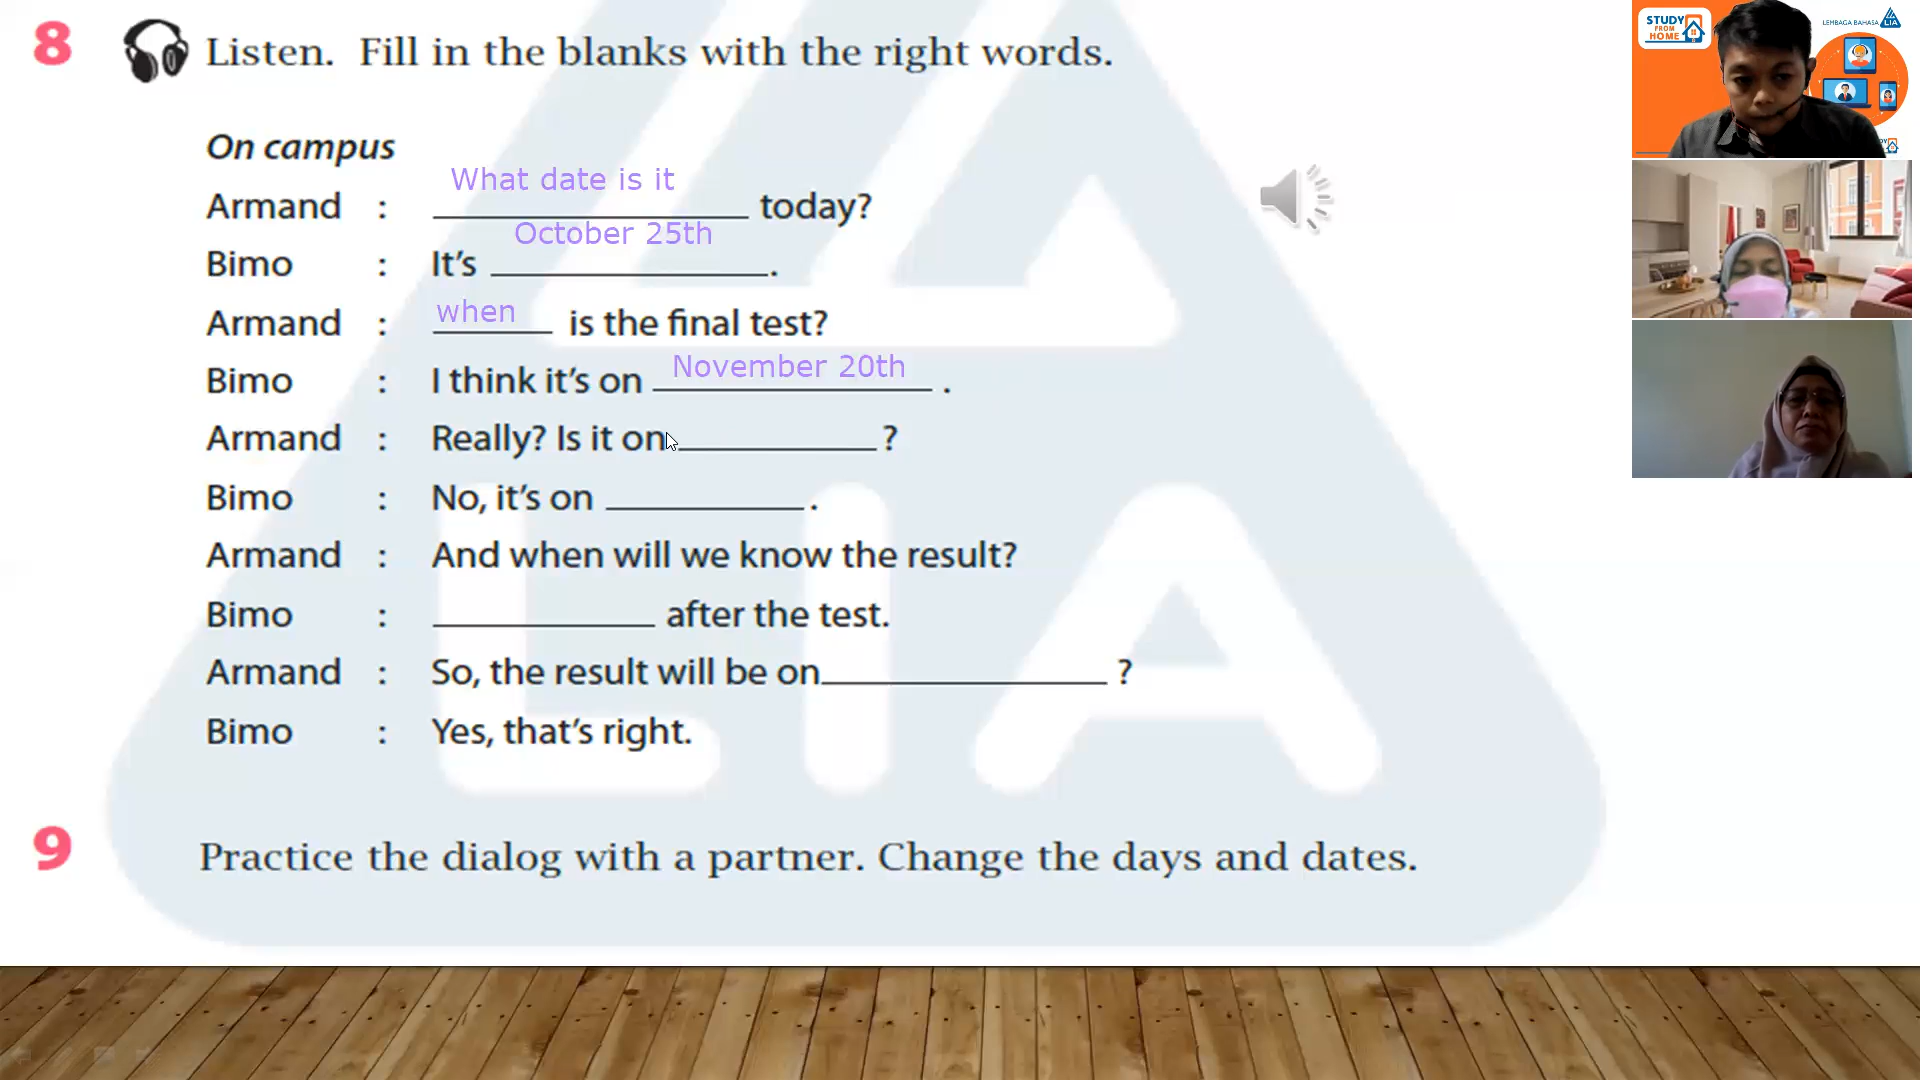 8 Listen. Fill in the blanks with the right words.
On campus
What date is it
Armand : ____________ today?
October 25th
Bimo : It's ____________.
when
Armand : ______ is the final test?
November 20th
Bimo : I think it's on ____________ .
Armand : Really? Is it on ____________ ?
Bimo : No, it's on ____________ .
Armand : And when will we know the result?
Bimo : ____________ after the test.
Armand : So, the result will be on____________ ?
Bimo : Yes, that's right.
9 Practice the dialog with a partner. Change the days and dates.
LIA
STUDY
FROM
HOME
LEMBAGA BAHASA LIA